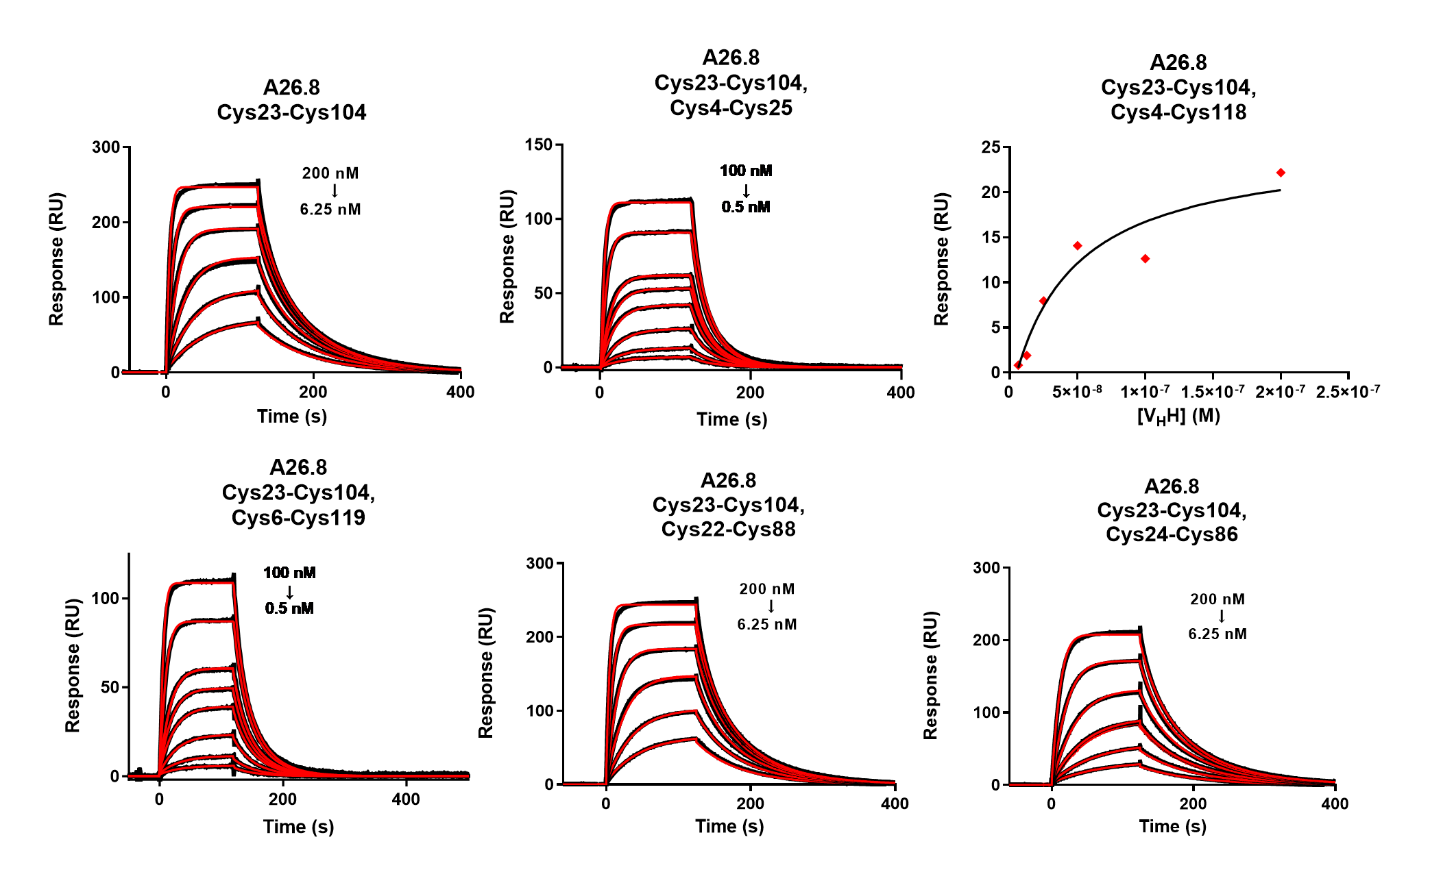 A26.8
Cys23-Cys104
300
200
100
0
Response (RU)
200 nM
↓
6.25 nM
0
200
400
Time (s)
A26.8
Cys23-Cys104,
Cys4-Cys25
150
100
50
0
Response (RU)
100 nM
↓
0.5 nM
0
200
400
Time (s)
A26.8
Cys23-Cys104,
Cys4-Cys118
25
20
15
10
5
0
Response (RU)
0
5×10⁻⁸
1×10⁻⁷
1.5×10⁻⁷
2×10⁻⁷
2.5×10⁻⁷
[VHH] (M)
A26.8
Cys23-Cys104,
Cys6-Cys119
100
50
0
Response (RU)
100 nM
↓
0.5 nM
0
200
400
Time (s)
A26.8
Cys23-Cys104,
Cys22-Cys88
300
200
100
0
Response (RU)
200 nM
↓
6.25 nM
0
200
400
Time (s)
A26.8
Cys23-Cys104,
Cys24-Cys86
300
200
100
0
Response (RU)
200 nM
↓
6.25 nM
0
200
400
Time (s)